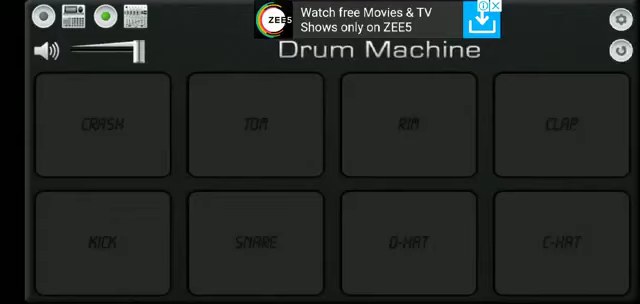 ZEE5
Watch free Movies & TV
Shows only on ZEE5
Drum Machine
CRASH
TOM
RIM
CLAP
KICK
SNARE
O-HAT
C-HAT